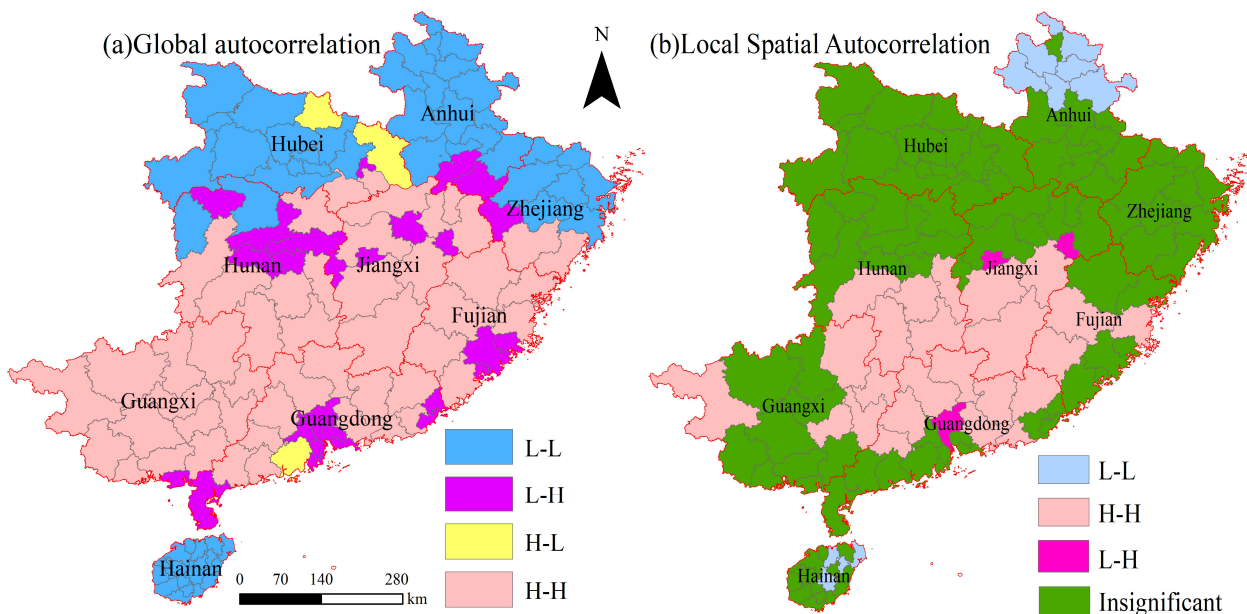 (a)Global autocorrelation
N
(b)Local Spatial Autocorrelation
Anhui
Hubei
Zhejiang
Hunan
Jiangxi
Fujian
Guangxi
Guangdong
Hainan
L-L
L-H
H-L
H-H
0 70 140 280
km
Anhui
Hubei
Zhejiang
Hunan
Jiangxi
Fujian
Guangxi
Guangdong
Hainan
L-L
H-H
L-H
Insignificant